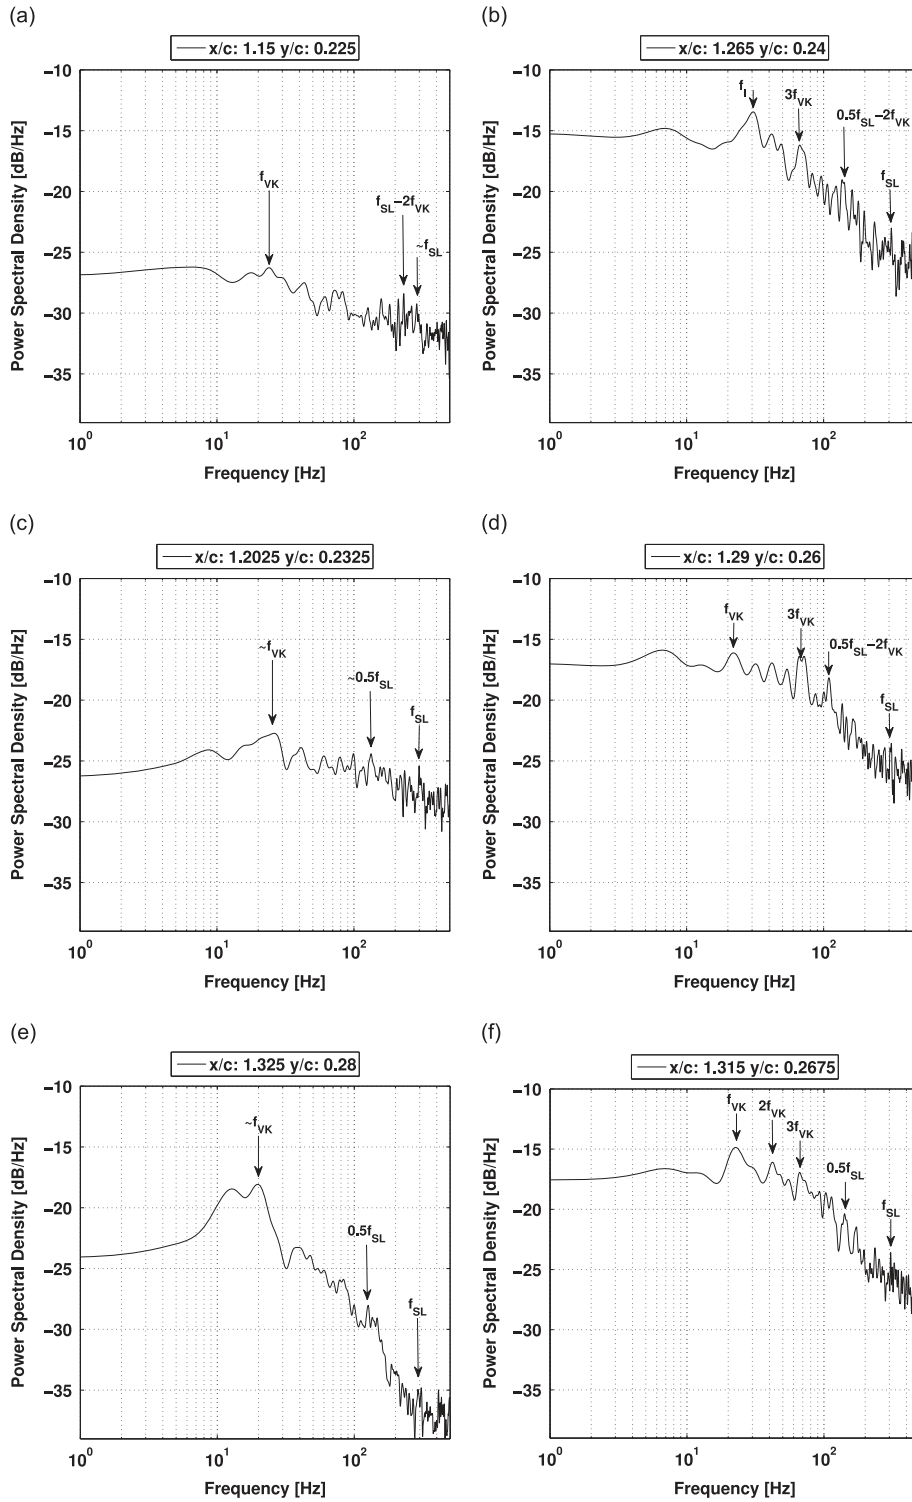 (a)
x/c: 1.15 y/c: 0.225
−10
−15
−20
−25
−30
−35
Power Spectral Density [dB/Hz]
f_VK
f_SL−2f_VK
~f_SL
10^0
10^1
10^2
Frequency [Hz]
(b)
x/c: 1.265 y/c: 0.24
−10
−15
−20
−25
−30
−35
Power Spectral Density [dB/Hz]
f_I
3f_VK
0.5f_SL−2f_VK
f_SL
10^0
10^1
10^2
Frequency [Hz]
(c)
x/c: 1.2025 y/c: 0.2325
−10
−15
−20
−25
−30
−35
Power Spectral Density [dB/Hz]
~f_VK
~0.5f_SL
f_SL
10^0
10^1
10^2
Frequency [Hz]
(d)
x/c: 1.29 y/c: 0.26
−10
−15
−20
−25
−30
−35
Power Spectral Density [dB/Hz]
f_VK
3f_VK
0.5f_SL−2f_VK
f_SL
10^0
10^1
10^2
Frequency [Hz]
(e)
x/c: 1.325 y/c: 0.28
−10
−15
−20
−25
−30
−35
Power Spectral Density [dB/Hz]
~f_VK
0.5f_SL
f_SL
10^0
10^1
10^2
Frequency [Hz]
(f)
x/c: 1.315 y/c: 0.2675
−10
−15
−20
−25
−30
−35
Power Spectral Density [dB/Hz]
f_VK
2f_VK
3f_VK
0.5f_SL
f_SL
10^0
10^1
10^2
Frequency [Hz]